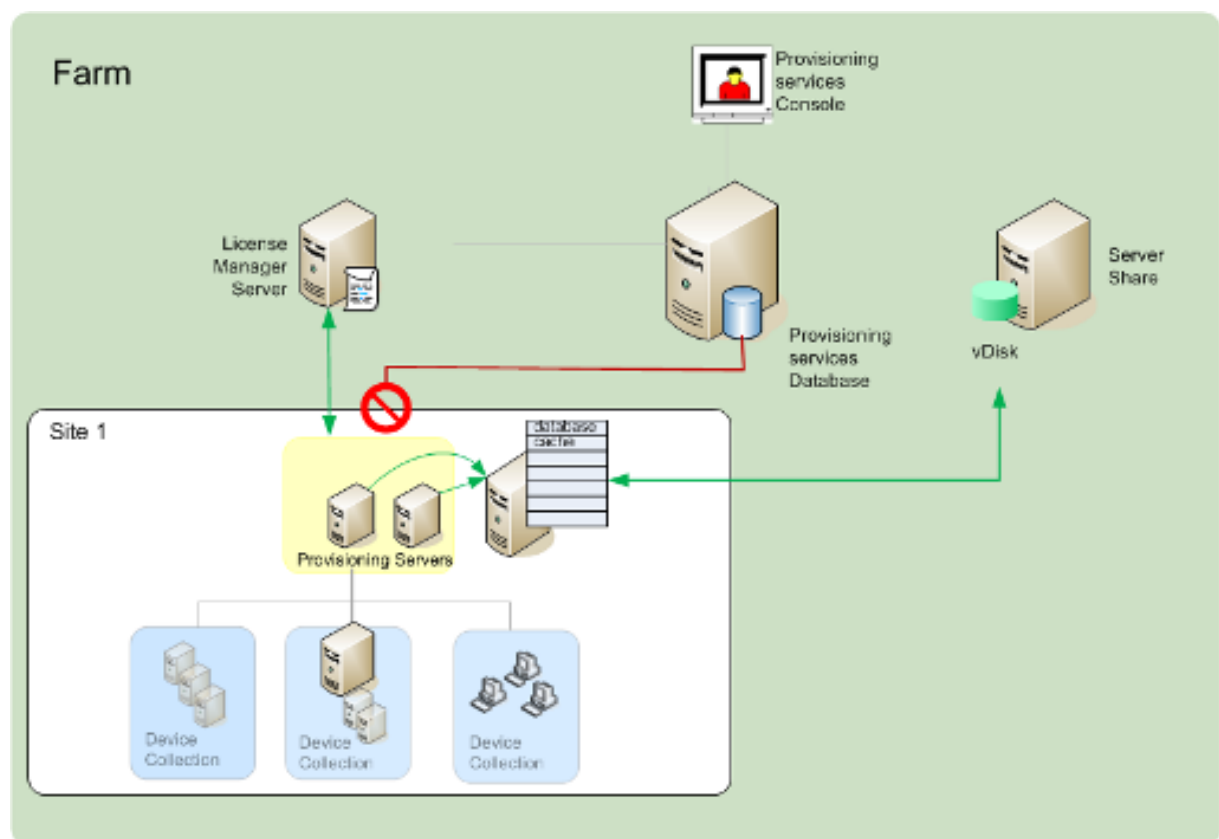 Farm
Provisioning
services
Console
License
Manager
Server
Server
Share
vDisk
Provisioning
services
Database
Site 1
database
cache
Provisioning Servers
Device
Collection
Device
Collection
Device
Collection